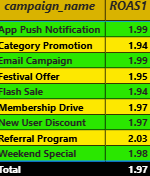 campaign_name ROAS1
App Push Notification 1.99
Category Promotion 1.94
Email Campaign 1.99
Festival Offer 1.95
Flash Sale 1.94
Membership Drive 1.97
New User Discount 1.97
Referral Program 2.03
Weekend Special 1.98
Total 1.97